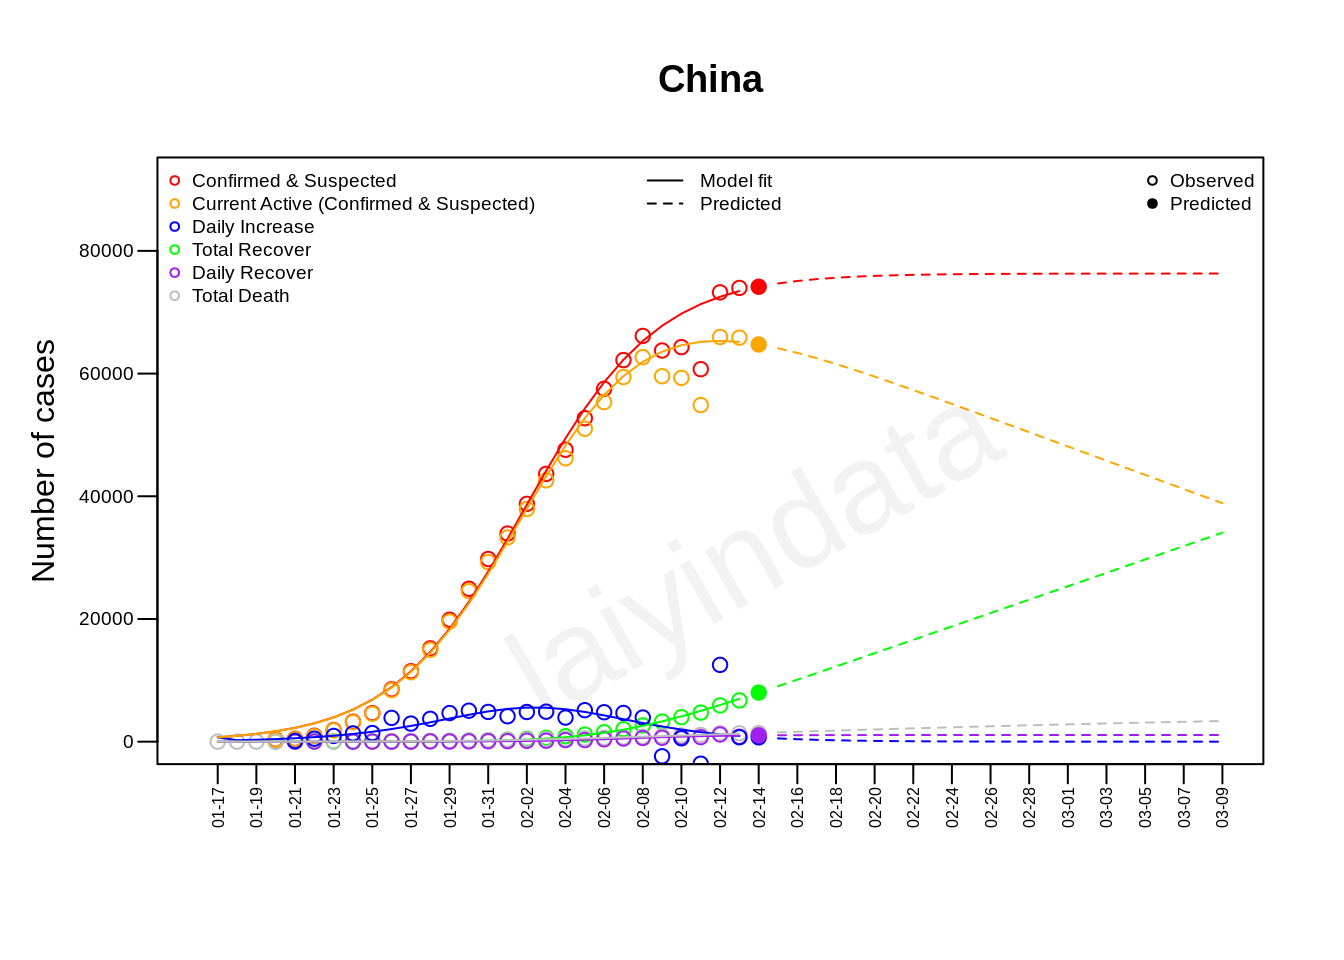 China
Confirmed & Suspected
Current Active (Confirmed & Suspected)
Daily Increase
Total Recover
Daily Recover
Total Death
Model fit
Predicted
Observed
Predicted
Number of cases
80000
60000
40000
20000
0
laiyindata
01-17
01-19
01-21
01-23
01-25
01-27
01-29
01-31
02-02
02-04
02-06
02-08
02-10
02-12
02-14
02-16
02-18
02-20
02-22
02-24
02-26
02-28
03-01
03-03
03-05
03-07
03-09